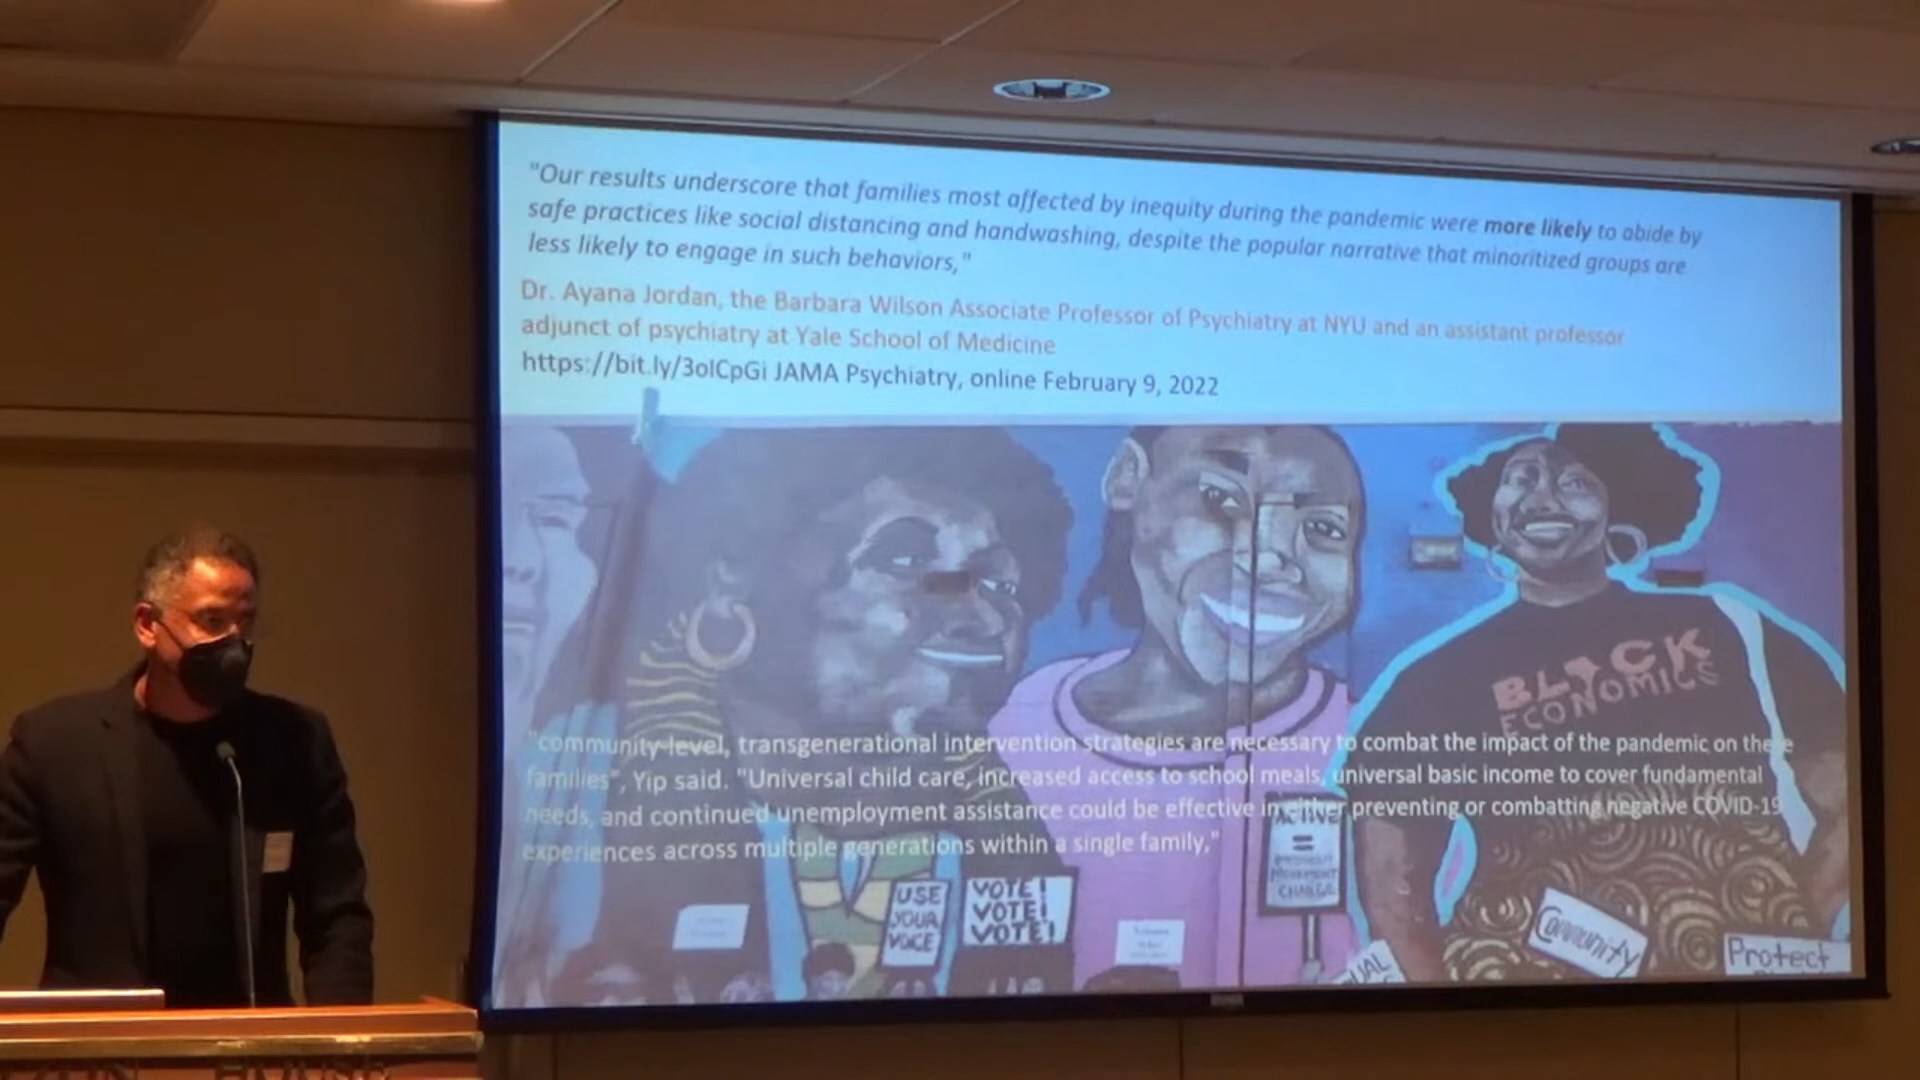 "Our results underscore that families most affected by inequity during the pandemic were more likely to abide by
safe practices like social distancing and handwashing, despite the popular narrative that minoritized groups are
less likely to engage in such behaviors,"
Dr. Ayana Jordan, the Barbara Wilson Associate Professor of Psychiatry at NYU and an assistant professor
adjunct of psychiatry at Yale School of Medicine
https://bit.ly/3olCpGi JAMA Psychiatry, online February 9, 2022
BLACK
ECONOMICS
"community-level, transgenerational intervention strategies are necessary to combat the impact of the pandemic on these
families", Yip said. "Universal child care, increased access to school meals, universal basic income to cover fundamental
needs, and continued unemployment assistance could be effective in either preventing or combatting negative COVID-19
experiences across multiple generations within a single family,"
=
CHANGE
USE
YOUR
VOICE
VOTE!
VOTE!
VOTE!
Community
Protect